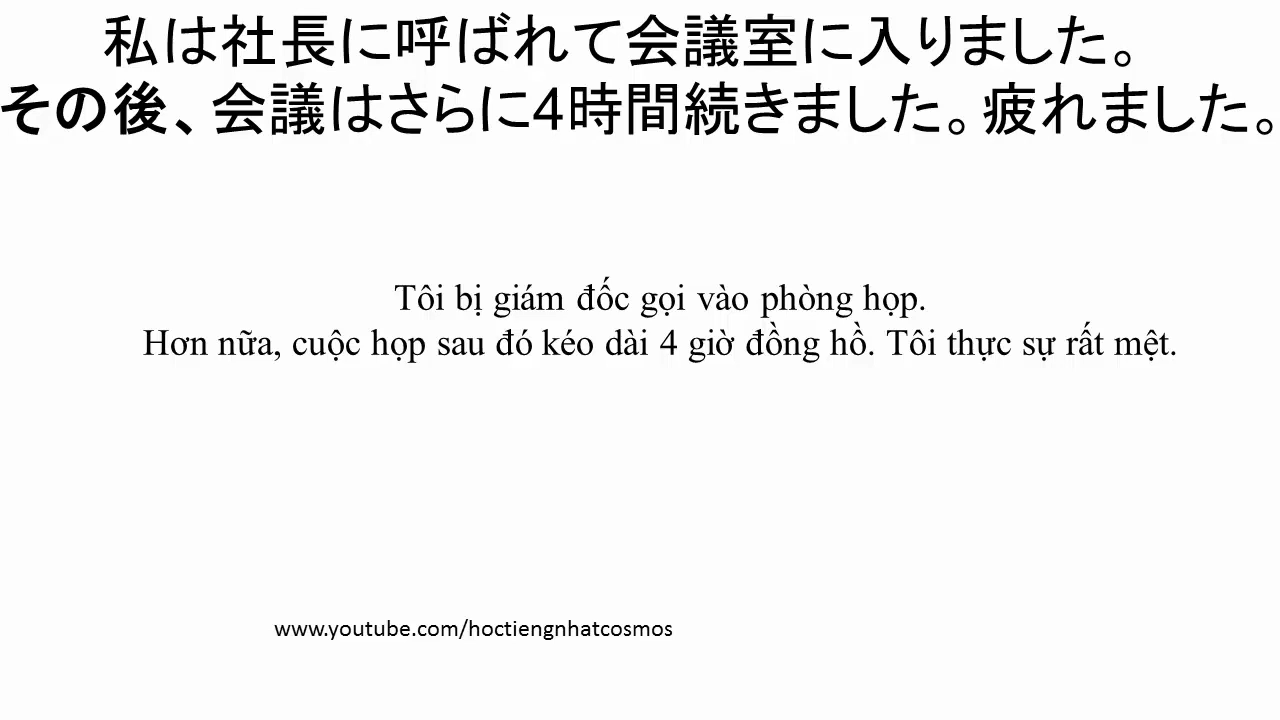 私は社長に呼ばれて会議室に入りました。
その後、会議はさらに4時間続きました。疲れました。
Tôi bị giám đốc gọi vào phòng họp.
Hơn nữa, cuộc họp sau đó kéo dài 4 giờ đồng hồ. Tôi thực sự rất mệt.
www.youtube.com/hoctiengnhatcosmos